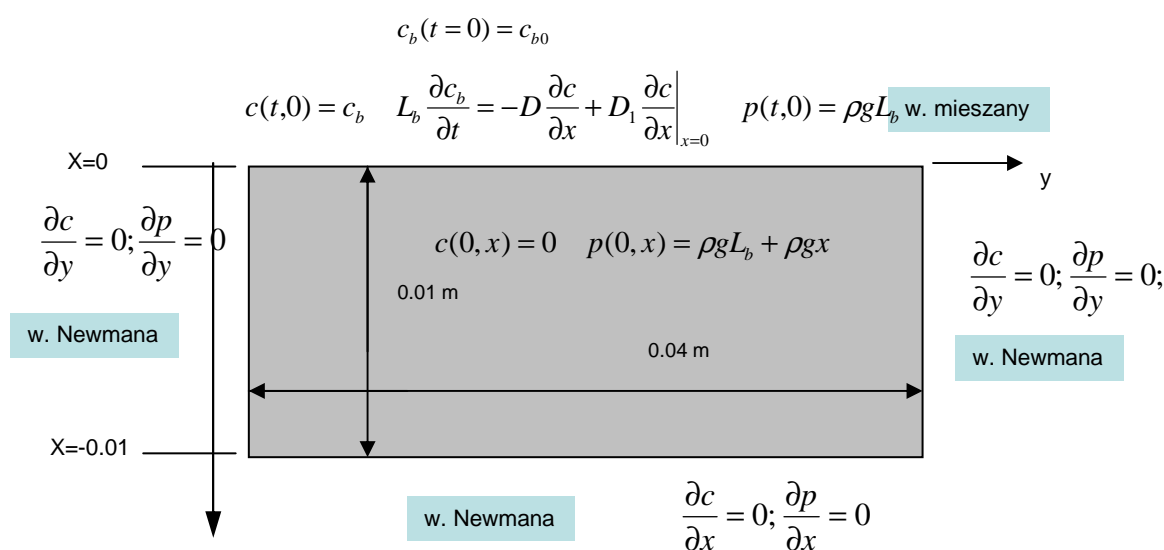 c_b(t = 0) = c_{b0}
c(t,0) = c_b   L_b ∂c_b/∂t = −D ∂c/∂x + D_1 ∂c/∂x|_{x=0}   p(t,0) = ρgL_b   w. mieszany
X=0
y
∂c/∂y = 0; ∂p/∂y = 0
c(0, x) = 0   p(0, x) = ρgL_b + ρgx
∂c/∂y = 0; ∂p/∂y = 0;
0.01 m
w. Newmana
0.04 m
w. Newmana
X=-0.01
w. Newmana
∂c/∂x = 0; ∂p/∂x = 0